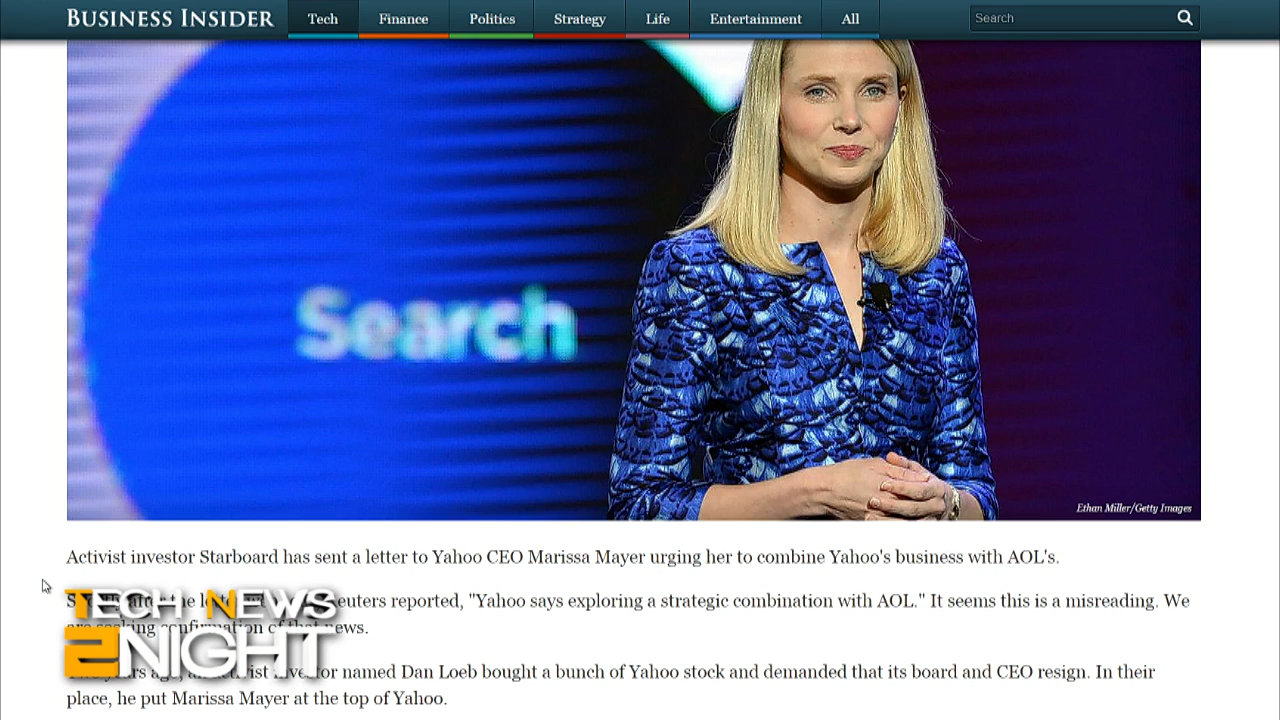 BUSINESS INSIDER Tech Finance Politics Strategy Life Entertainment All Search
Search
Ethan Miller/Getty Images
Activist investor Starboard has sent a letter to Yahoo CEO Marissa Mayer urging her to combine Yahoo's business with AOL's.
reported, "Yahoo says exploring a strategic combination with AOL." It seems this is a misreading. We
news.
TECH NEWS
2NIGHT
named Dan Loeb bought a bunch of Yahoo stock and demanded that its board and CEO resign. In their
place, he put Marissa Mayer at the top of Yahoo.